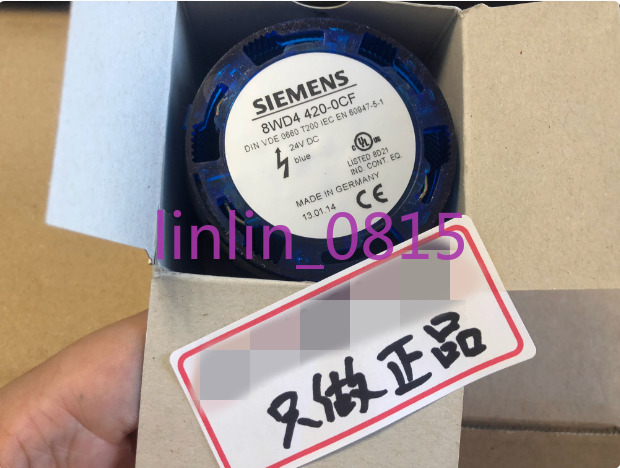 SIEMENS
8WD4 420-0CF
DIN VDE 0660 T200 IEC EN 60947-5-1
24V DC
blue
UL
LISTED 8D21
IND. CONT. EQ.
MADE IN GERMANY
13.01.14
CE
linlin_0815
只做正品